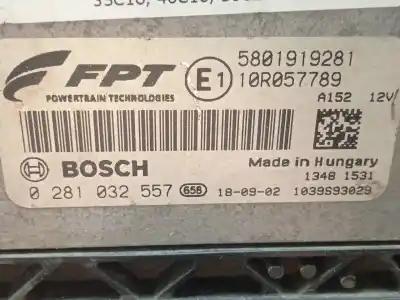 FPT
POWERTRAIN TECHNOLOGIES
E1
5801919281
10R057789
A152 12V
BOSCH
Made in Hungary
1348 1531
0 281 032 557 656 18-09-02 1039S93029